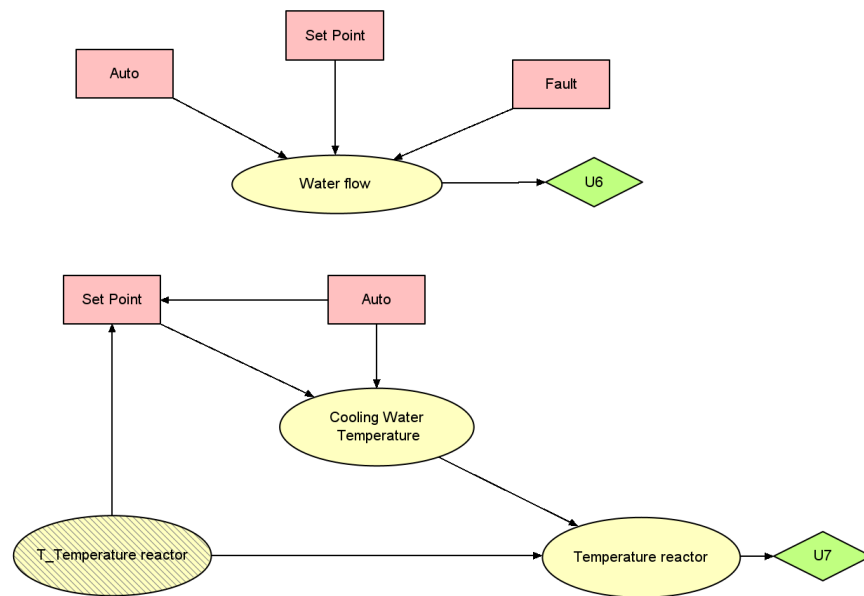 Set Point
Auto
Fault
Water flow
U6
Set Point
Auto
Cooling Water
Temperature
T_Temperature reactor
Temperature reactor
U7